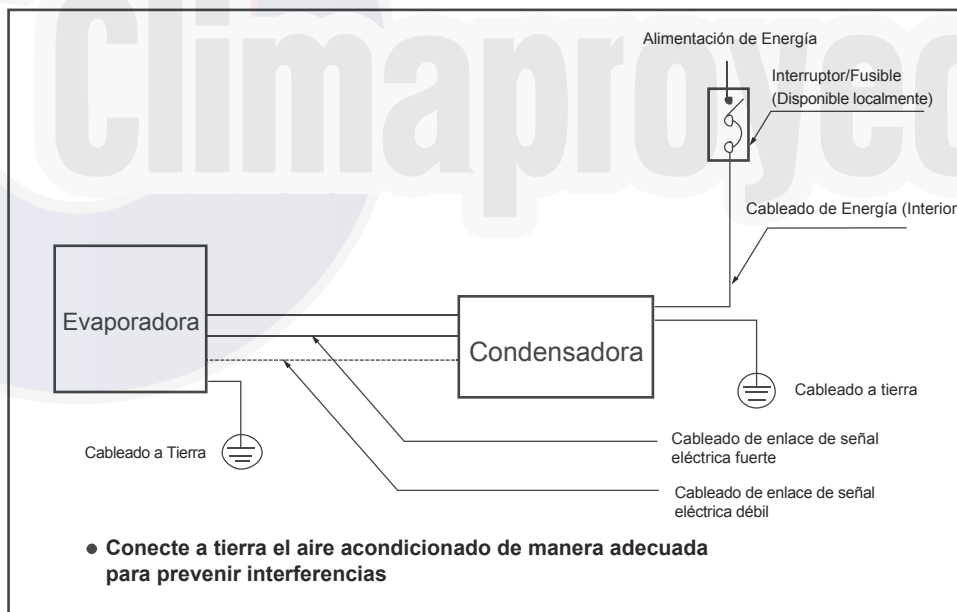 Climaproyec
Alimentación de Energía
Interruptor/Fusible
(Disponible localmente)
Cableado de Energía (Interior
Evaporadora
Condensadora
Cableado a tierra
Cableado a Tierra
Cableado de enlace de señal
eléctrica fuerte
Cableado de enlace de señal
eléctrica débil
● Conecte a tierra el aire acondicionado de manera adecuada
para prevenir interferencias